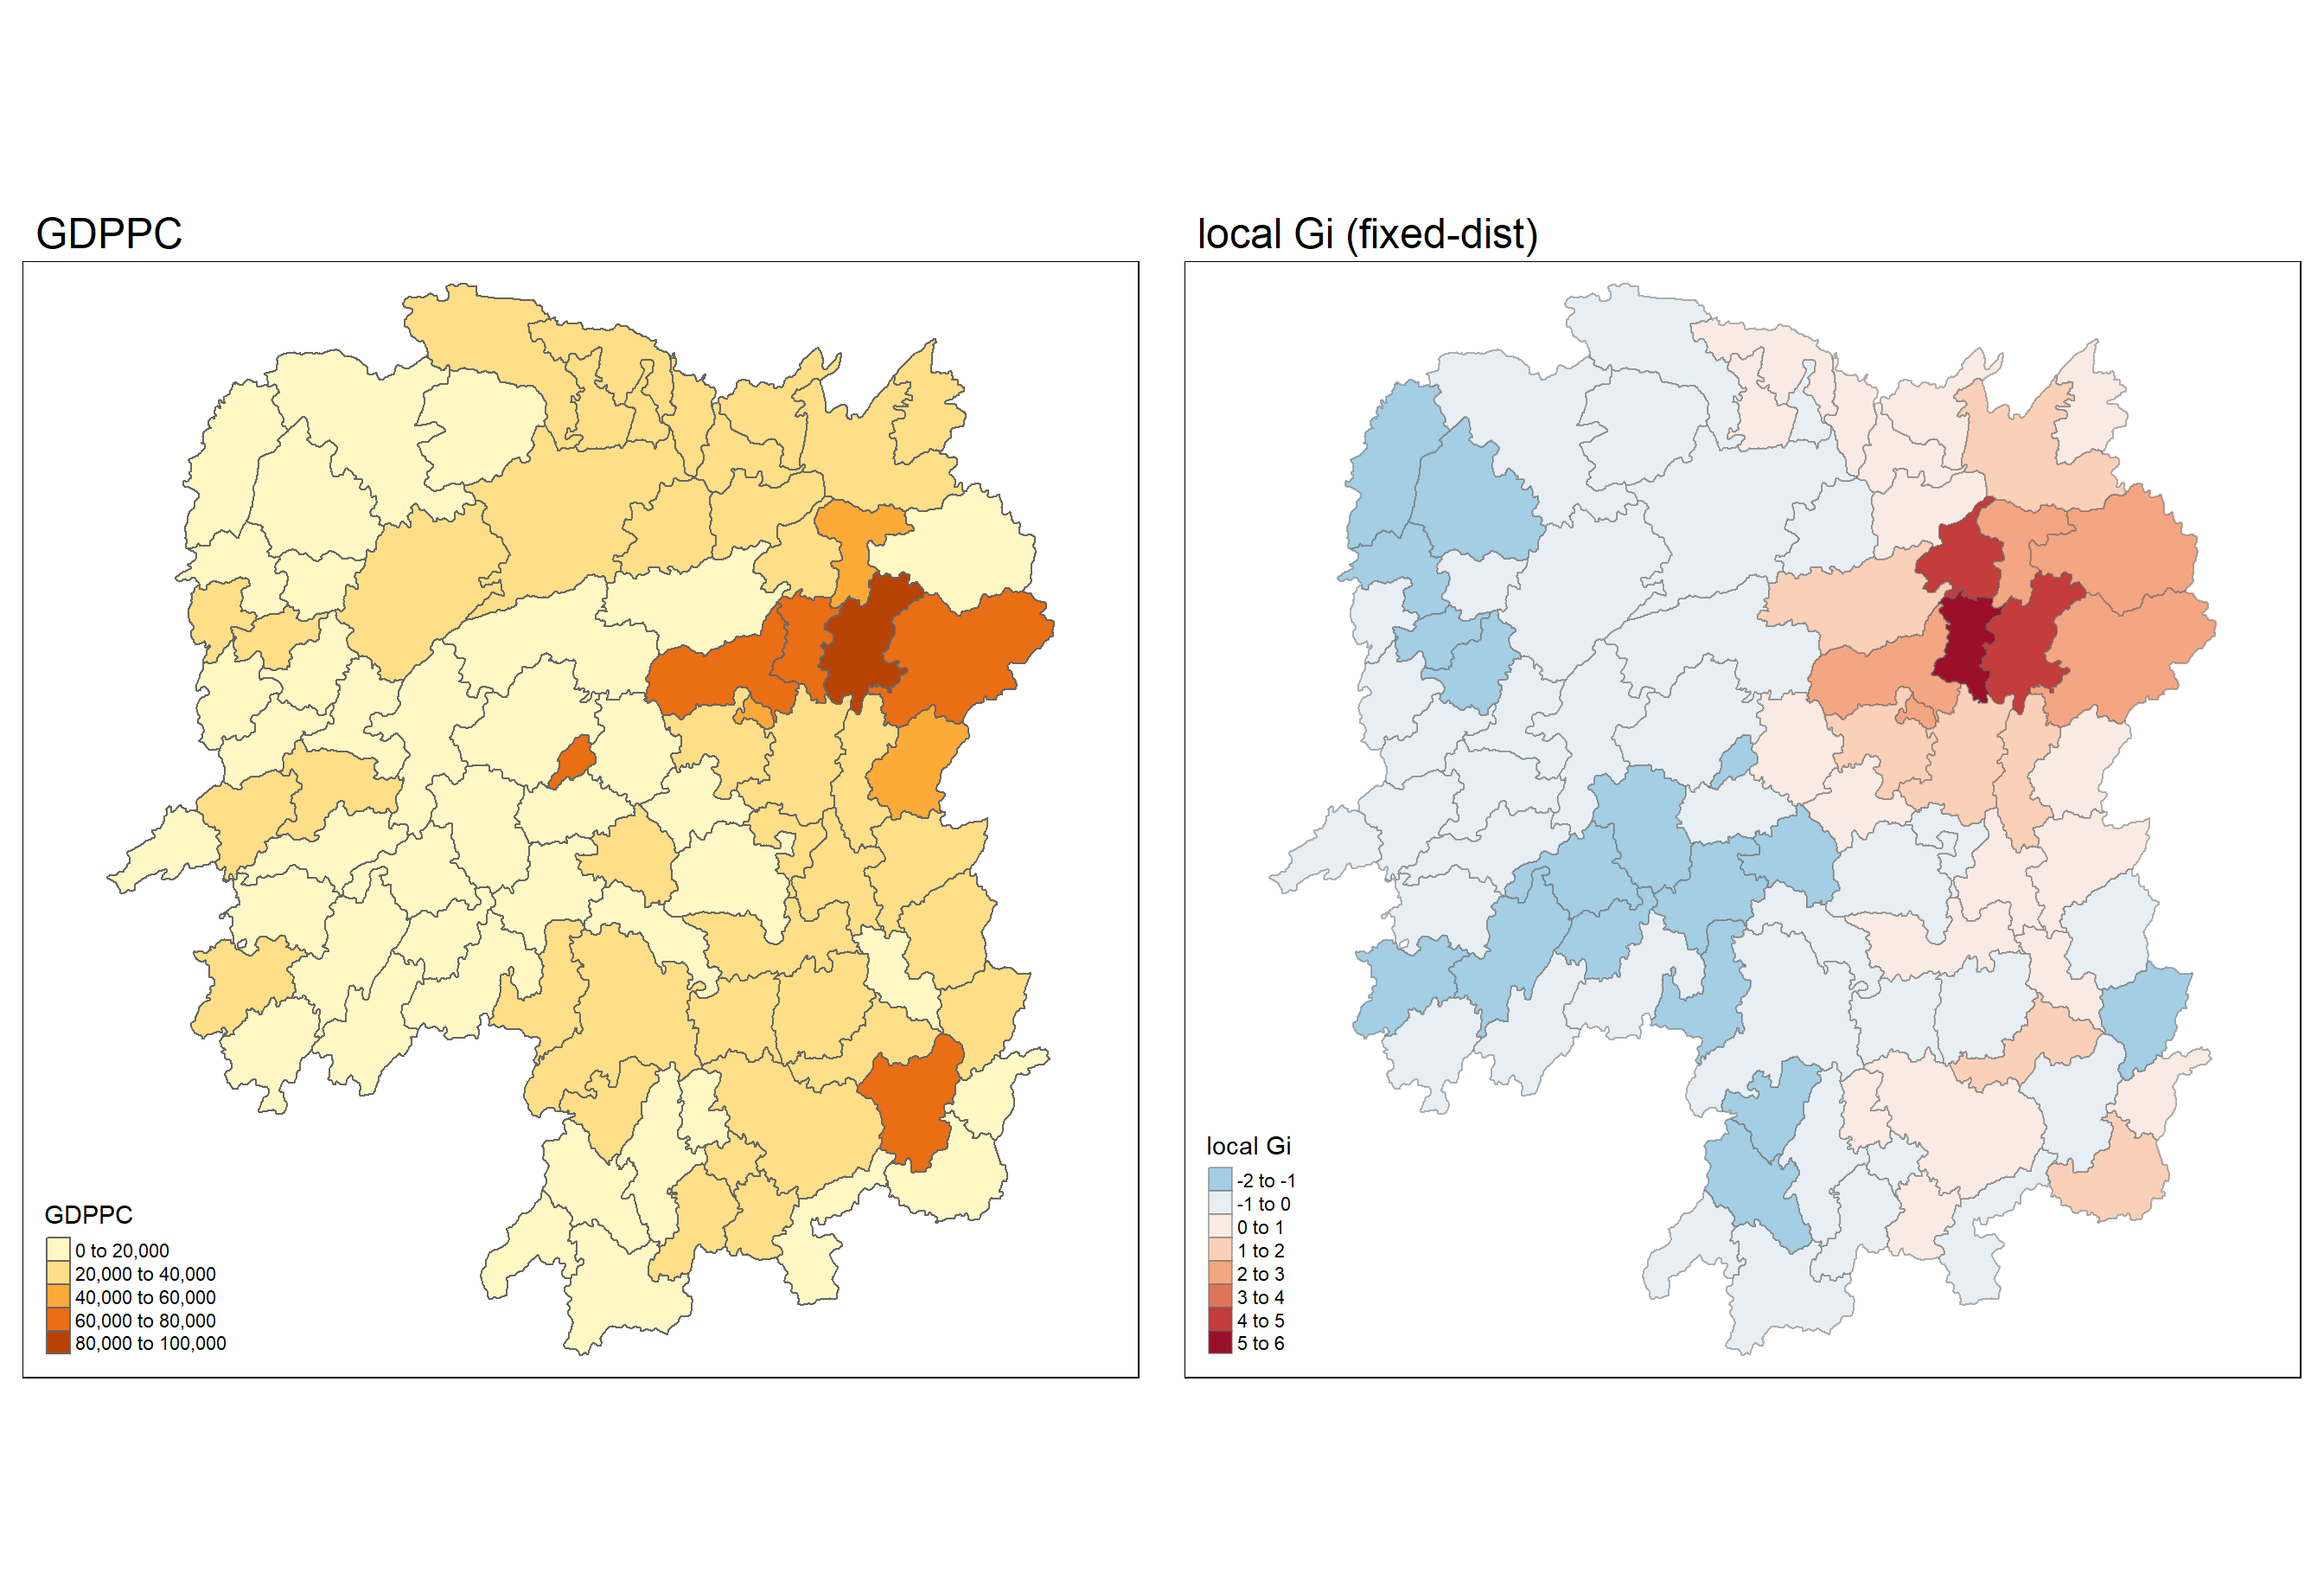 GDPPC
local Gi (fixed-dist)
GDPPC
0 to 20,000
20,000 to 40,000
40,000 to 60,000
60,000 to 80,000
80,000 to 100,000
local Gi
-2 to -1
-1 to 0
0 to 1
1 to 2
2 to 3
3 to 4
4 to 5
5 to 6